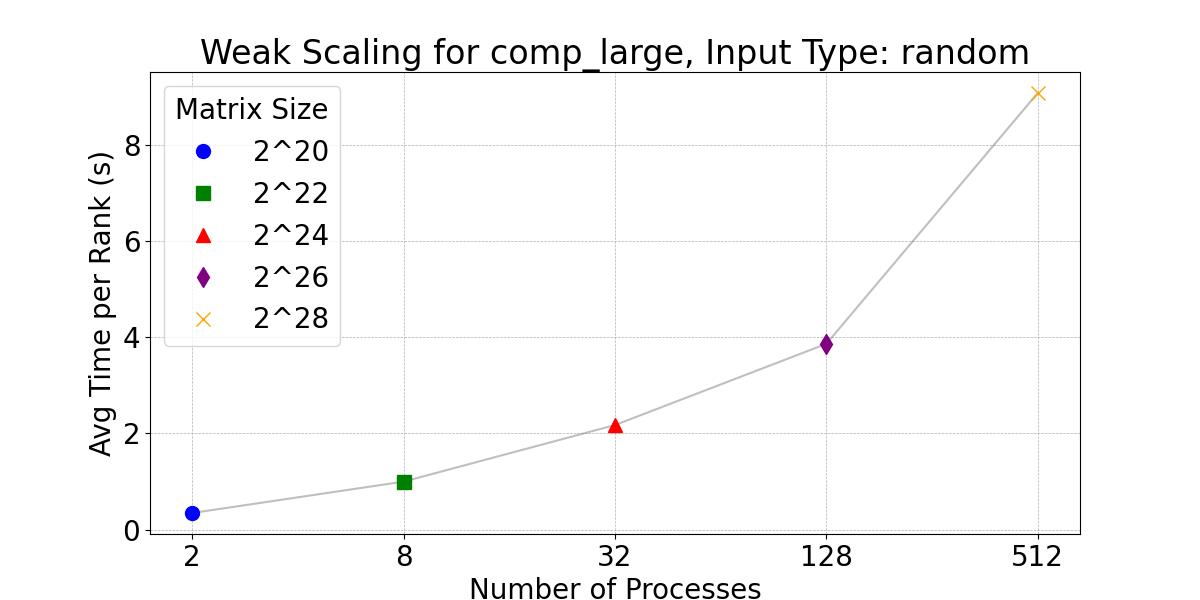 Weak Scaling for comp_large, Input Type: random
Matrix Size
2^20
2^22
2^24
2^26
2^28
Avg Time per Rank (s)
8
6
4
2
0
2 8 32 128 512
Number of Processes